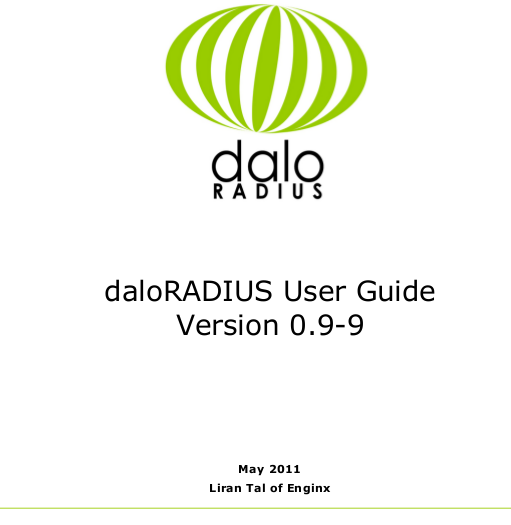 dalo
RADIUS
daloRADIUS User Guide
Version 0.9-9
May 2011
Liran Tal of Enginx